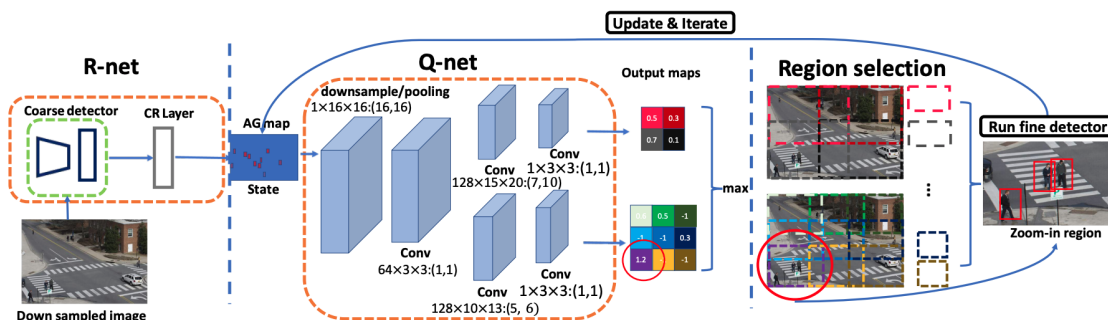 Update & Iterate
R-net
Q-net
Output maps
Region selection
Coarse detector
CR Layer
AG map
State
downsample/pooling
1×16×16:(16,16)
Conv
64×3×3:(1,1)
Conv
128×15×20:(7,10)
Conv
1×3×3:(1,1)
Conv
128×10×13:(5, 6)
Conv
1×3×3:(1,1)
0.5 0.3
0.7 0.1
0.5 -1
-1 -1 0.3
1.2 -1
max
...
Run fine detector
Zoom-in region
Down sampled image